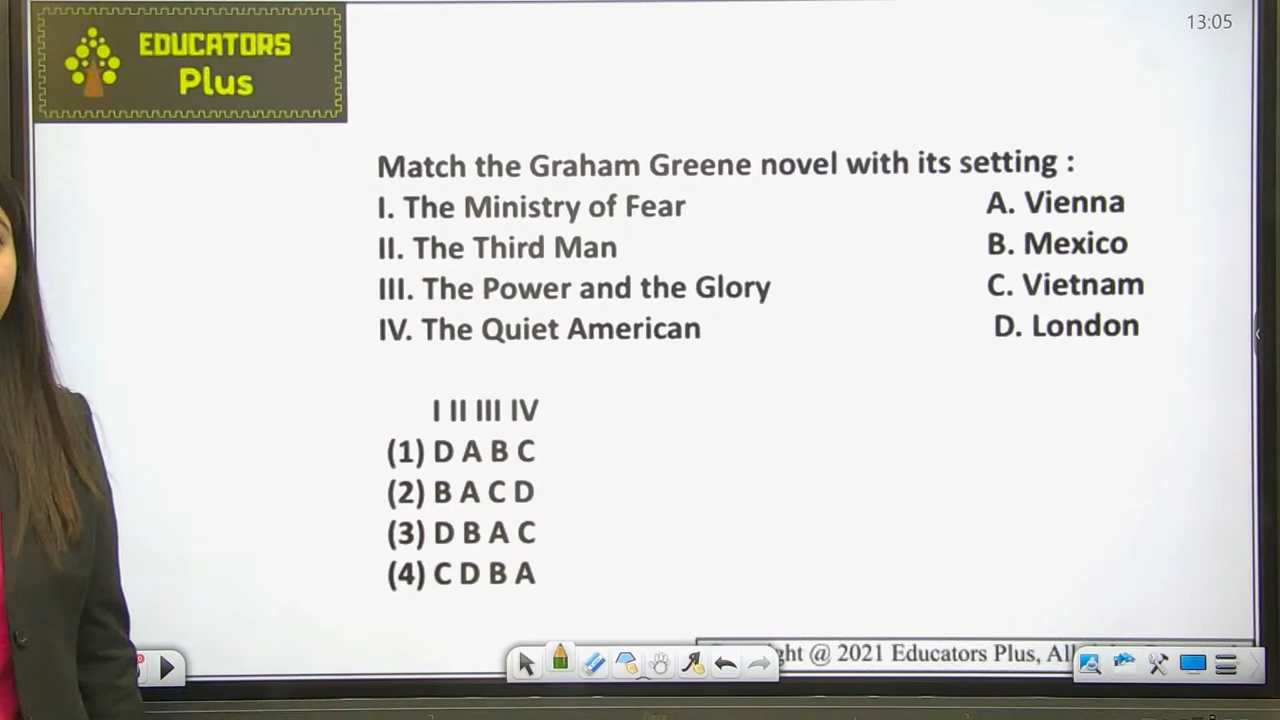 EDUCATORS
Plus
13:05
Match the Graham Greene novel with its setting :
I. The Ministry of Fear A. Vienna
II. The Third Man B. Mexico
III. The Power and the Glory C. Vietnam
IV. The Quiet American D. London
I II III IV
(1) D A B C
(2) B A C D
(3) D B A C
(4) C D B A
@ 2021 Educators Plus,